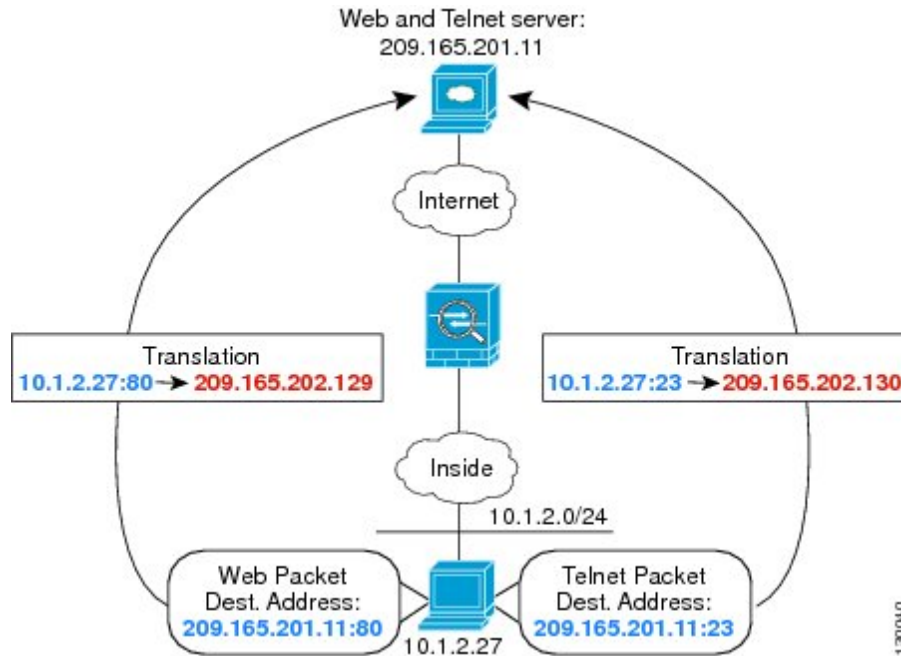 Web and Telnet server:
209.165.201.11
Internet
Translation
10.1.2.27:80 → 209.165.202.129
Translation
10.1.2.27:23 → 209.165.202.130
Inside
10.1.2.0/24
Web Packet
Dest. Address:
209.165.201.11:80
Telnet Packet
Dest. Address:
209.165.201.11:23
10.1.2.27